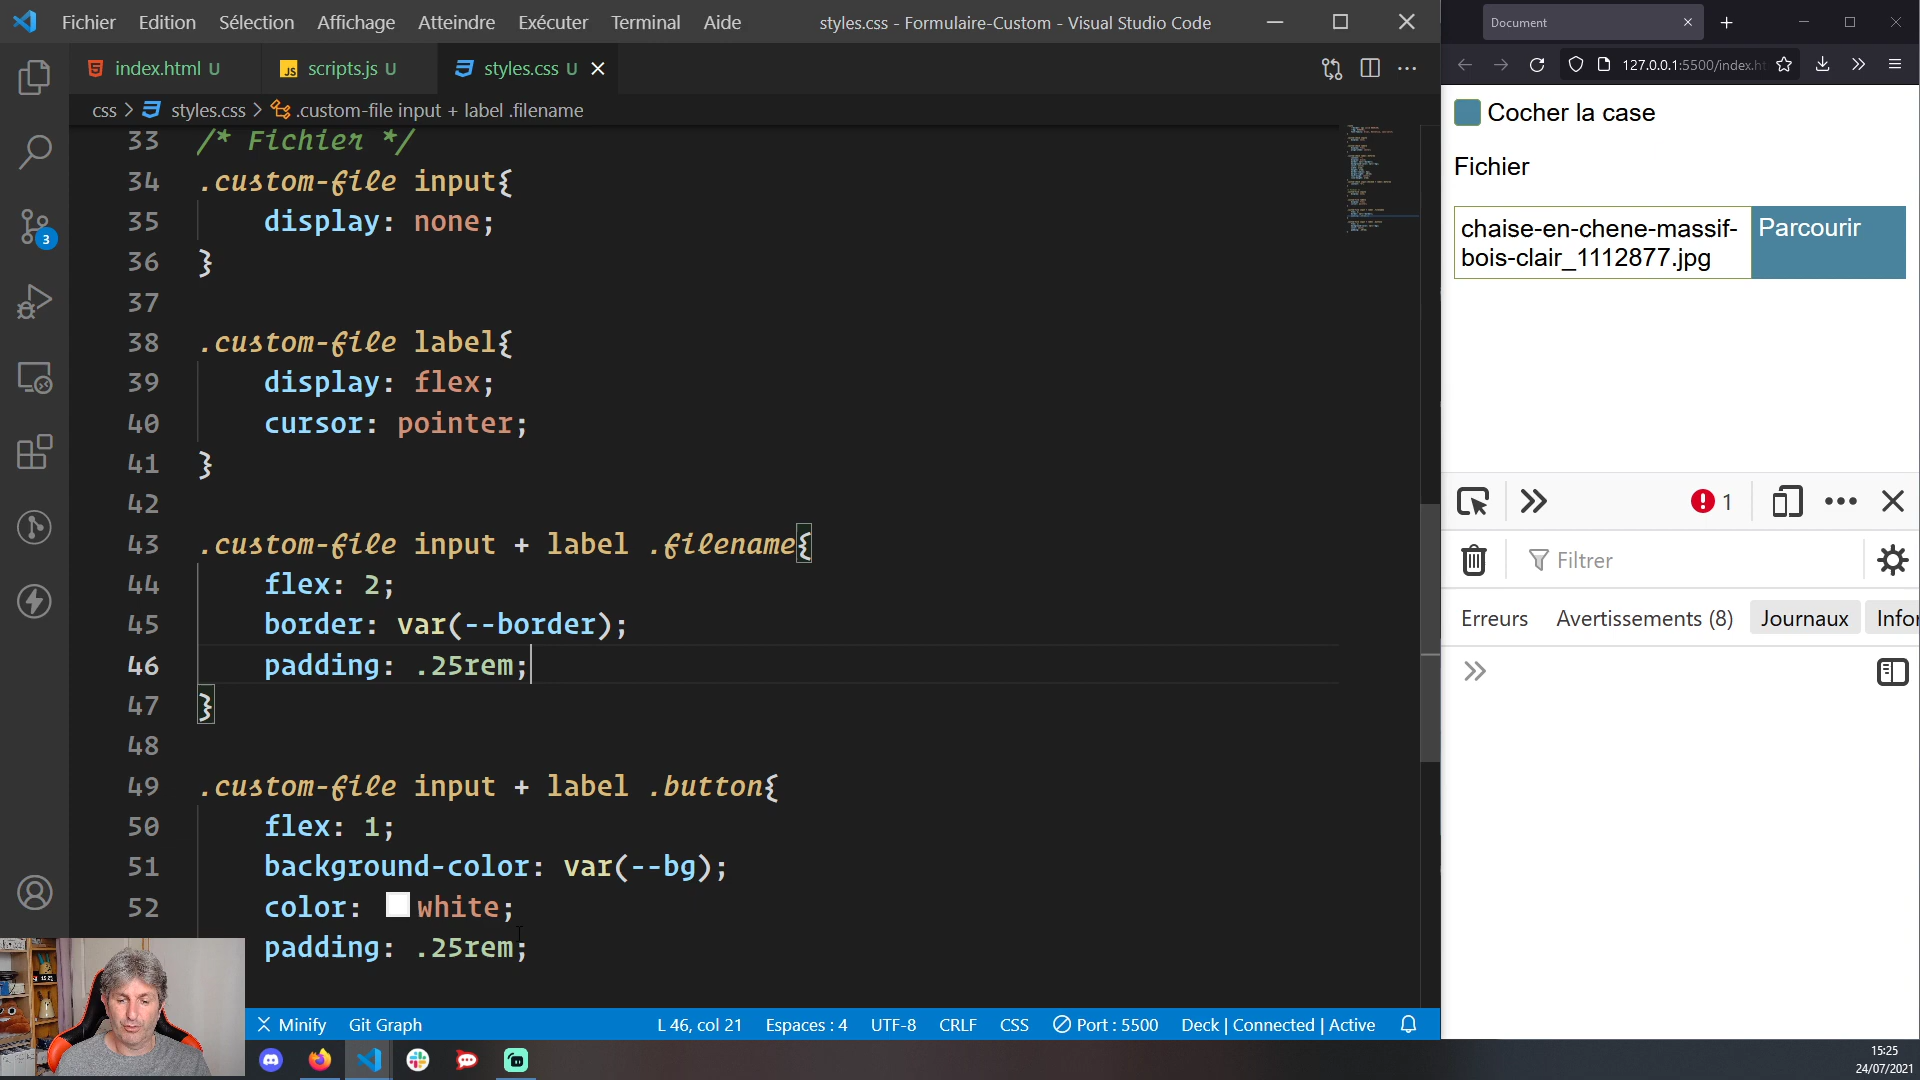 Fichier Edition Sélection Affichage Atteindre Exécuter Terminal Aide styles.css - Formulaire-Custom - Visual Studio Code
index.html U
JS scripts.js U
styles.css U
css > styles.css > .custom-file input + label .filename
33 /* Fichier */
34 .custom-file input{
35 display: none;
36 }
37
38 .custom-file label{
39 display: flex;
40 cursor: pointer;
41 }
42
43 .custom-file input + label .filename{
44 flex: 2;
45 border: var(--border);
46 padding: .25rem;
47 }
48
49 .custom-file input + label .button{
50 flex: 1;
51 background-color: var(--bg);
52 color: white;
padding: .25rem;
3
Minify Git Graph L 46, col 21 Espaces : 4 UTF-8 CRLF CSS Port : 5500 Deck | Connected | Active
Document
127.0.0.1:5500/index.ht
Cocher la case
Fichier
chaise-en-chene-massif-
bois-clair_1112877.jpg
Parcourir
1
Filtrer
Erreurs Avertissements (8) Journaux Infor
15:25
24/07/2021